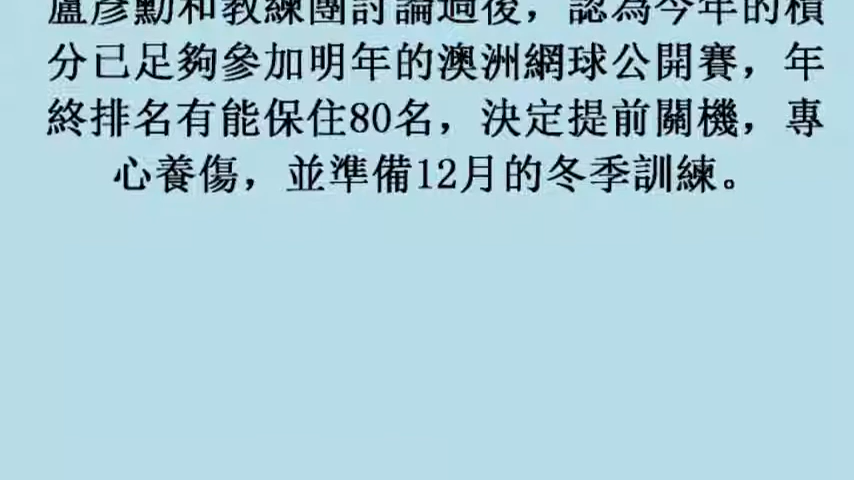 盧彥勳和教練團討論過後，認為今年的積
分已足夠參加明年的澳洲網球公開賽，年
終排名有能保住80名，決定提前關機，專
心養傷，並準備12月的冬季訓練。